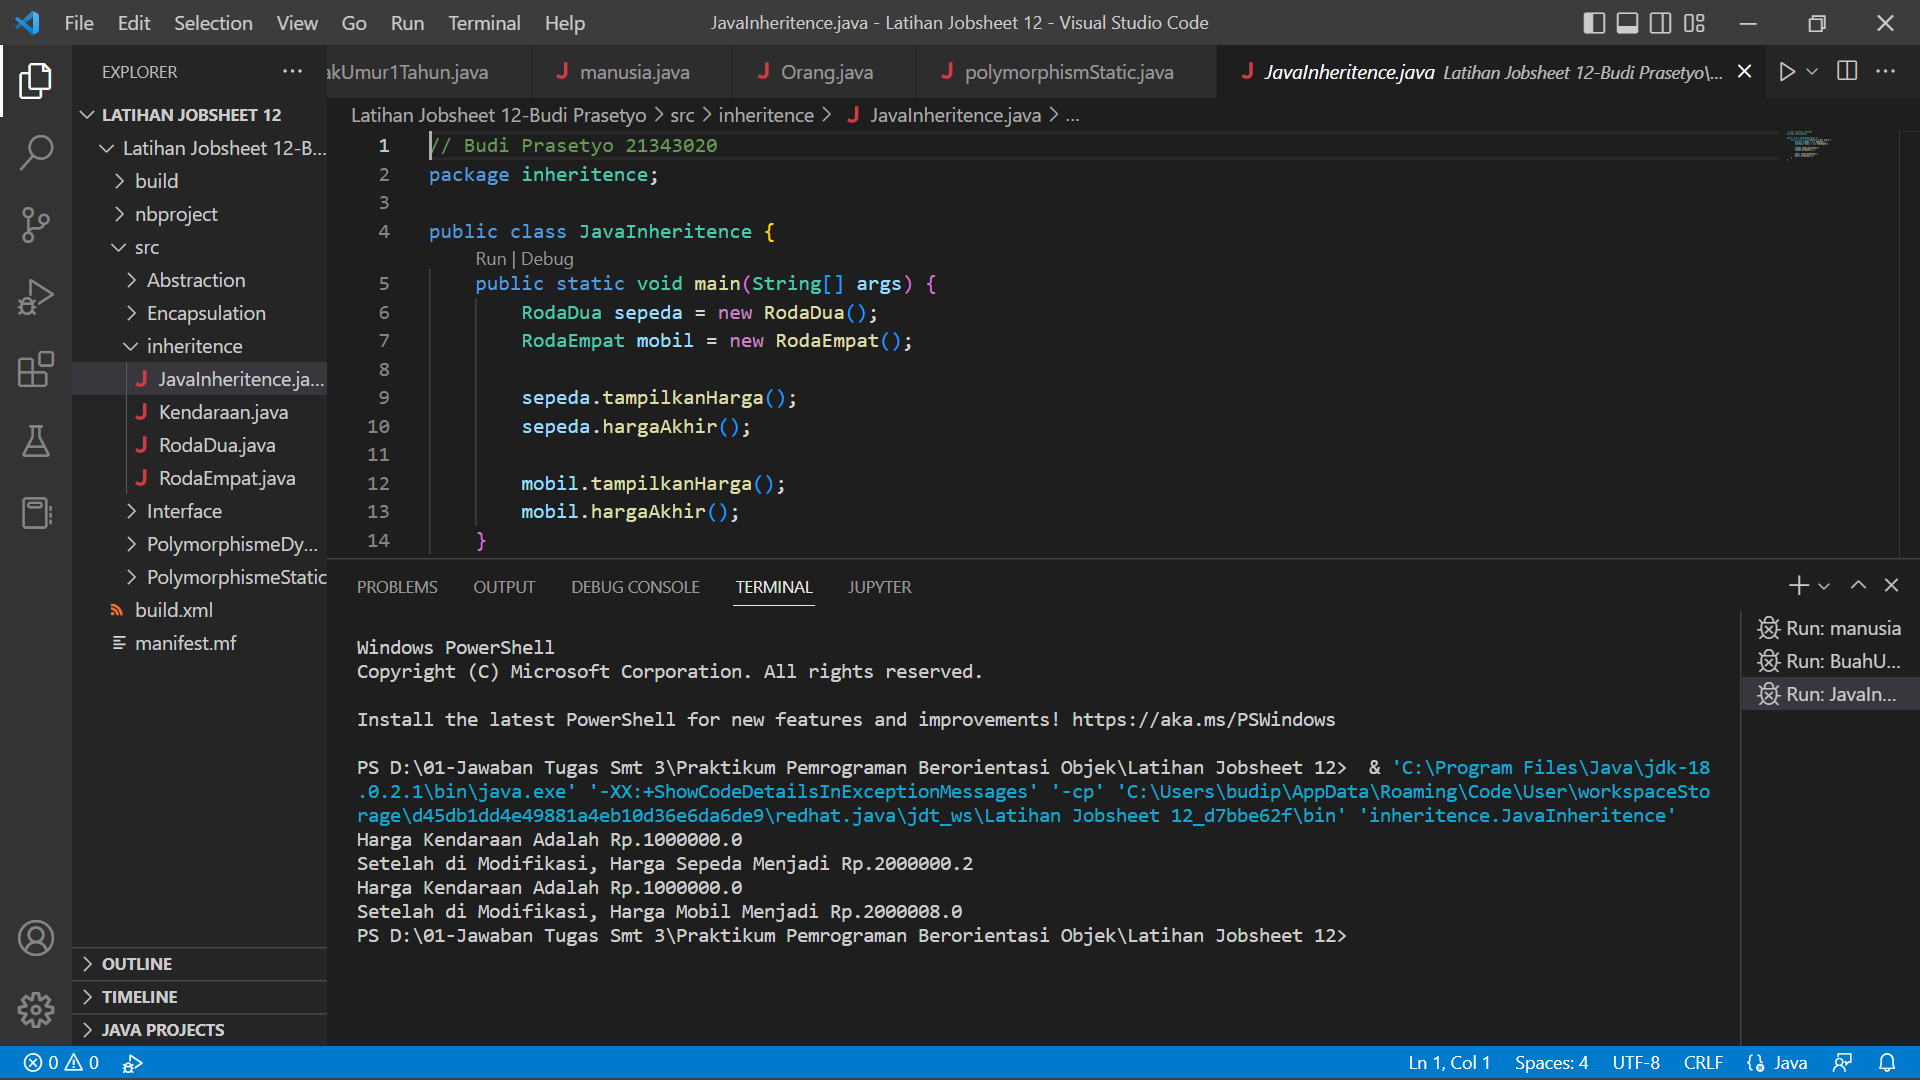 File Edit Selection View Go Run Terminal Help
JavaInheritence.java - Latihan Jobsheet 12 - Visual Studio Code
EXPLORER
akUmur1Tahun.java
manusia.java
Orang.java
polymorphismStatic.java
JavaInheritence.java Latihan Jobsheet 12-Budi Prasetyo\...
LATIHAN JOBSHEET 12
Latihan Jobsheet 12-B...
build
nbproject
src
Abstraction
Encapsulation
inheritence
JavaInheritence.ja...
Kendaraan.java
RodaDua.java
RodaEmpat.java
Interface
PolymorphismeDy...
PolymorphismeStatic
build.xml
manifest.mf
OUTLINE
TIMELINE
JAVA PROJECTS
Latihan Jobsheet 12-Budi Prasetyo > src > inheritence > JavaInheritence.java > ...
1 // Budi Prasetyo 21343020
2 package inheritence;
3
4 public class JavaInheritence {
Run | Debug
5 public static void main(String[] args) {
6 RodaDua sepeda = new RodaDua();
7 RodaEmpat mobil = new RodaEmpat();
8
9 sepeda.tampilkanHarga();
10 sepeda.hargaAkhir();
11
12 mobil.tampilkanHarga();
13 mobil.hargaAkhir();
14 }
PROBLEMS OUTPUT DEBUG CONSOLE TERMINAL JUPYTER
Windows PowerShell
Copyright (C) Microsoft Corporation. All rights reserved.
Install the latest PowerShell for new features and improvements! https://aka.ms/PSWindows
PS D:\01-Jawaban Tugas Smt 3\Praktikum Pemrograman Berorientasi Objek\Latihan Jobsheet 12> & 'C:\Program Files\Java\jdk-18
.0.2.1\bin\java.exe' '-XX:+ShowCodeDetailsInExceptionMessages' '-cp' 'C:\Users\budip\AppData\Roaming\Code\User\workspaceSto
rage\d45db1dd4e49881a4eb10d36e6da6de9\redhat.java\jdt_ws\Latihan Jobsheet 12_d7bbe62f\bin' 'inheritence.JavaInheritence'
Harga Kendaraan Adalah Rp.1000000.0
Setelah di Modifikasi, Harga Sepeda Menjadi Rp.2000000.2
Harga Kendaraan Adalah Rp.1000000.0
Setelah di Modifikasi, Harga Mobil Menjadi Rp.2000008.0
PS D:\01-Jawaban Tugas Smt 3\Praktikum Pemrograman Berorientasi Objek\Latihan Jobsheet 12>
Run: manusia
Run: BuahU...
Run: JavaIn...
0 0
Ln 1, Col 1 Spaces: 4 UTF-8 CRLF Java